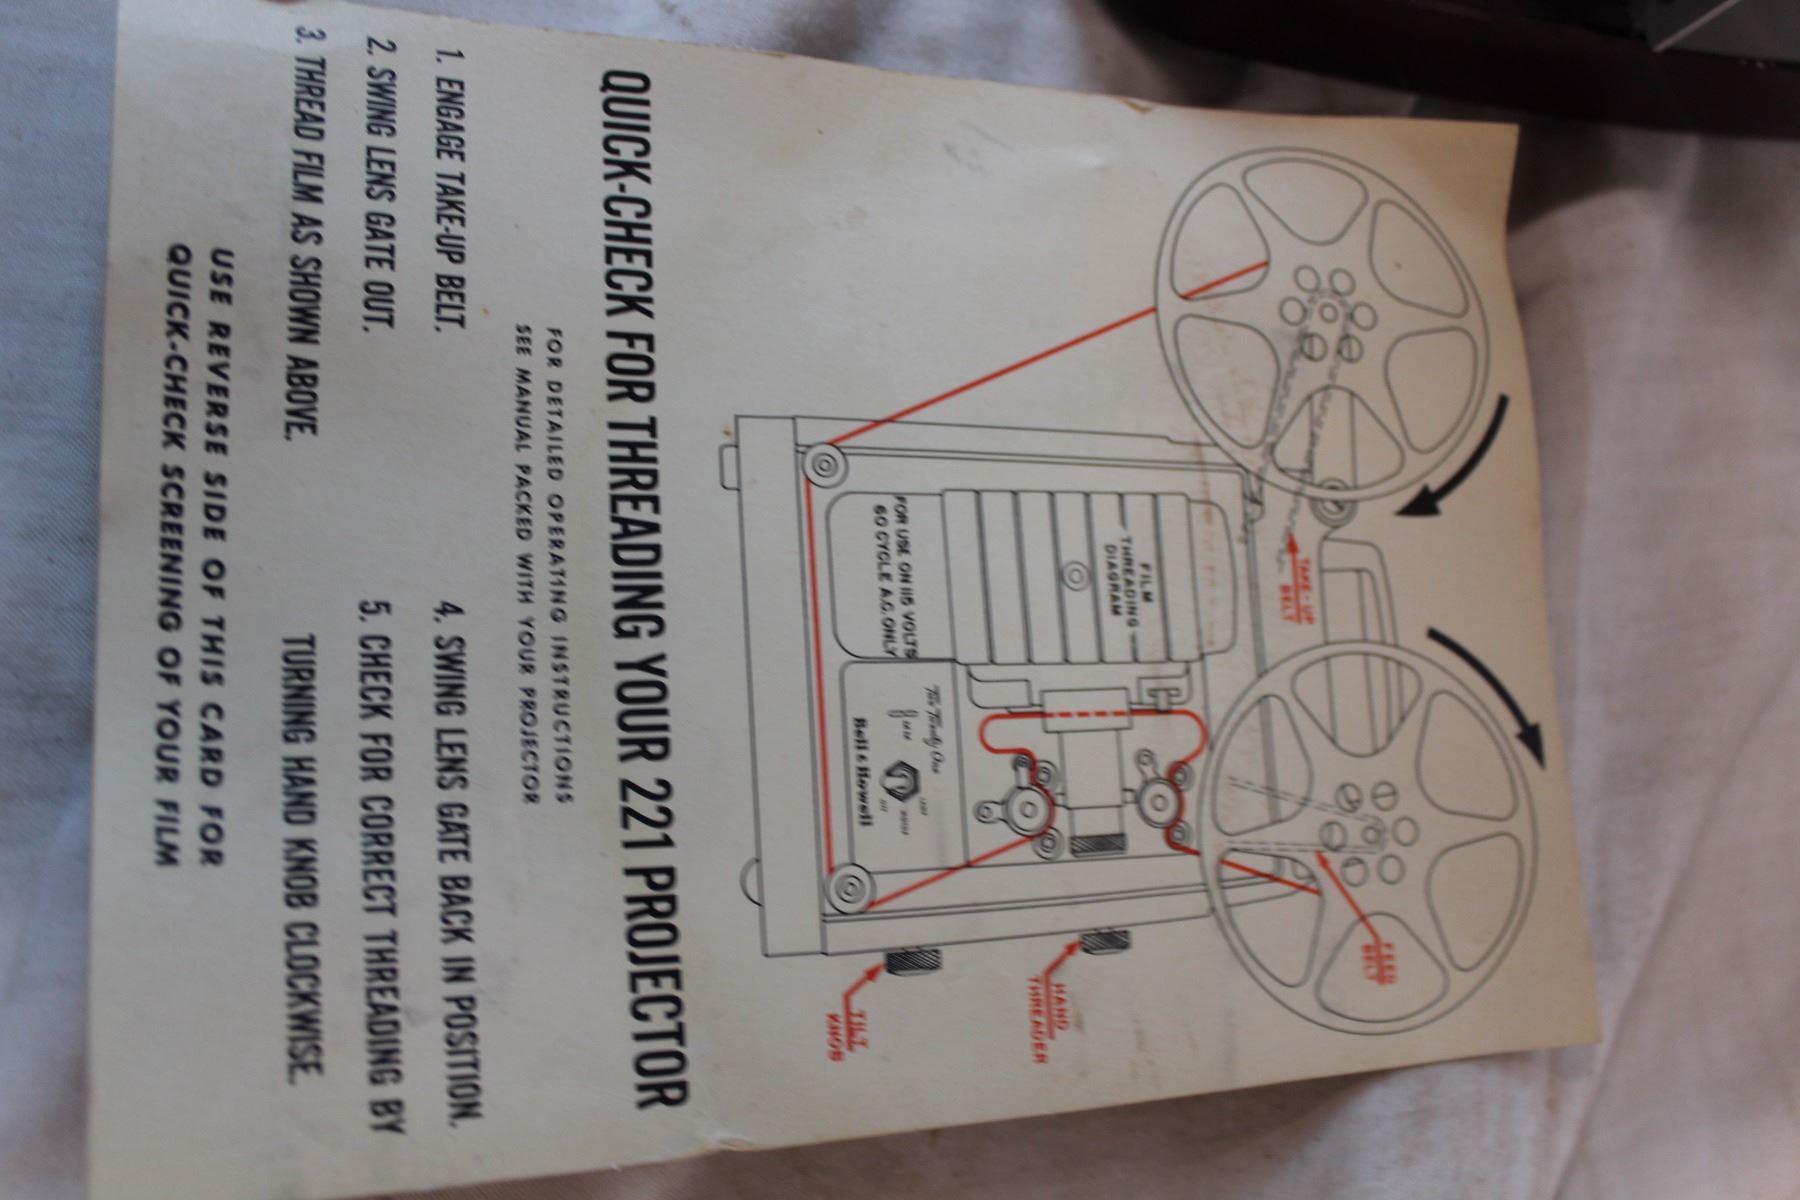 TAKE-UP
BELT
FEED
BELT
FILM
THREADING
DIAGRAM
FOR USE ON 115 VOLTS
60 CYCLE A.C. ONLY
Two Twenty One
Bell & Howell
HAND
THREADER
TILT
KNOB
QUICK-CHECK FOR THREADING YOUR 221 PROJECTOR
FOR DETAILED OPERATING INSTRUCTIONS
SEE MANUAL PACKED WITH YOUR PROJECTOR
1. ENGAGE TAKE-UP BELT.
2. SWING LENS GATE OUT.
3. THREAD FILM AS SHOWN ABOVE.
4. SWING LENS GATE BACK IN POSITION.
5. CHECK FOR CORRECT THREADING BY
TURNING HAND KNOB CLOCKWISE.
USE REVERSE SIDE OF THIS CARD FOR
QUICK-CHECK SCREENING OF YOUR FILM